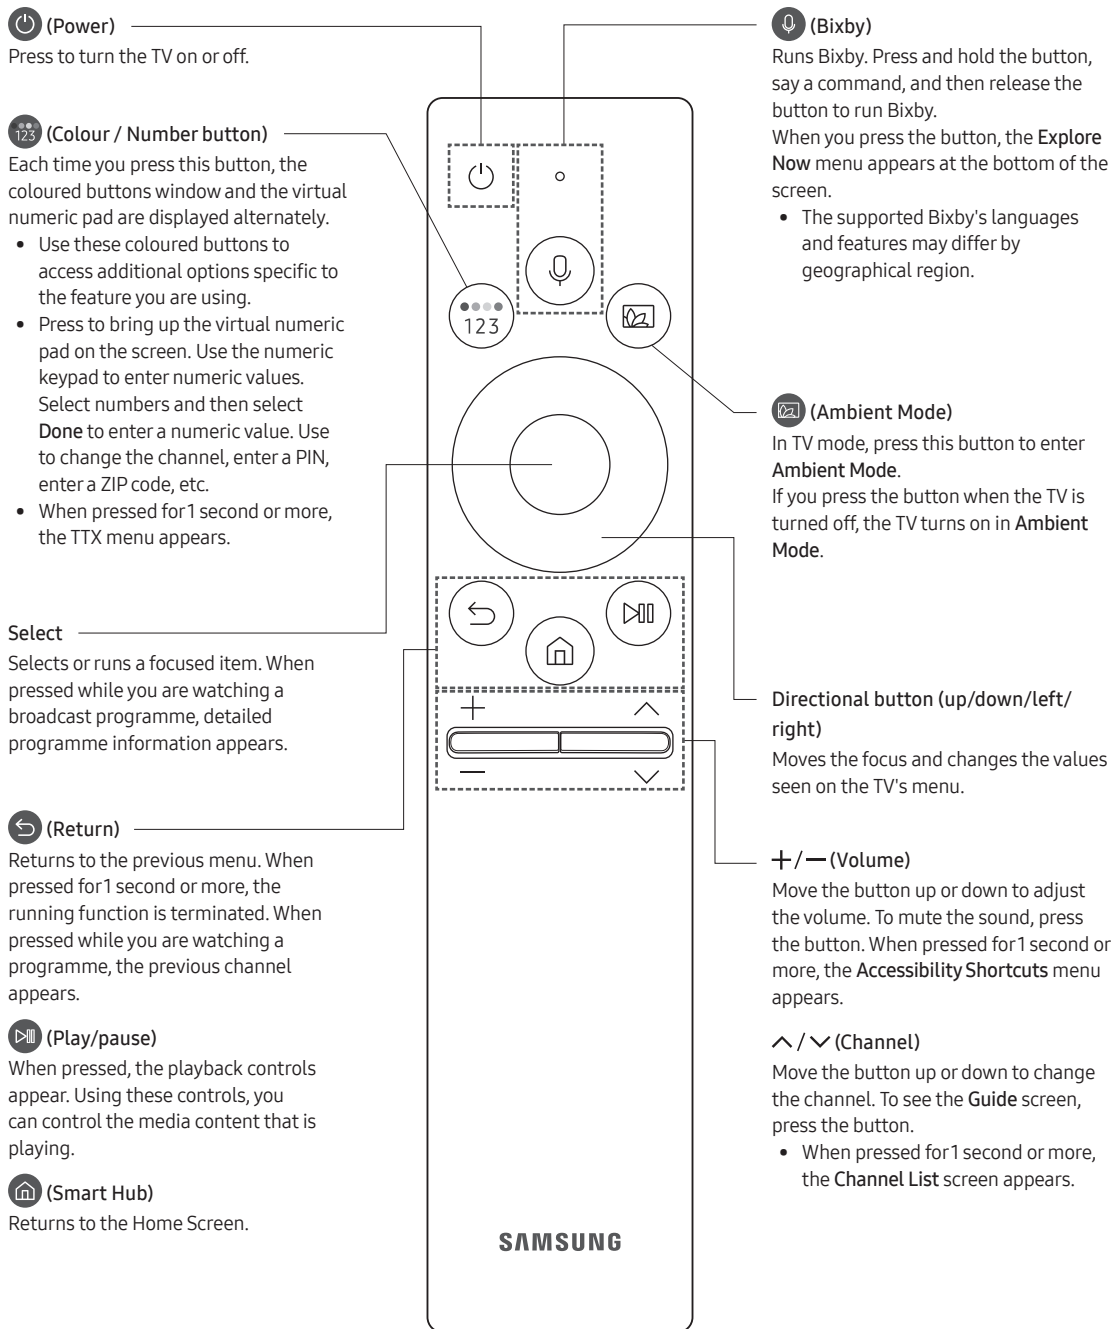 (Power)
Press to turn the TV on or off.
123 (Colour / Number button)
Each time you press this button, the
coloured buttons window and the virtual
numeric pad are displayed alternately.
• Use these coloured buttons to
access additional options specific to
the feature you are using.
• Press to bring up the virtual numeric
pad on the screen. Use the numeric
keypad to enter numeric values.
Select numbers and then select
Done to enter a numeric value. Use
to change the channel, enter a PIN,
enter a ZIP code, etc.
• When pressed for 1 second or more,
the TTX menu appears.
Select
Selects or runs a focused item. When
pressed while you are watching a
broadcast programme, detailed
programme information appears.
(Return)
Returns to the previous menu. When
pressed for 1 second or more, the
running function is terminated. When
pressed while you are watching a
programme, the previous channel
appears.
(Play/pause)
When pressed, the playback controls
appear. Using these controls, you
can control the media content that is
playing.
(Smart Hub)
Returns to the Home Screen.
123
SAMSUNG
(Bixby)
Runs Bixby. Press and hold the button,
say a command, and then release the
button to run Bixby.
When you press the button, the Explore
Now menu appears at the bottom of the
screen.
• The supported Bixby's languages
and features may differ by
geographical region.
(Ambient Mode)
In TV mode, press this button to enter
Ambient Mode.
If you press the button when the TV is
turned off, the TV turns on in Ambient
Mode.
Directional button (up/down/left/
right)
Moves the focus and changes the values
seen on the TV's menu.
+/— (Volume)
Move the button up or down to adjust
the volume. To mute the sound, press
the button. When pressed for 1 second or
more, the Accessibility Shortcuts menu
appears.
/ (Channel)
Move the button up or down to change
the channel. To see the Guide screen,
press the button.
• When pressed for 1 second or more,
the Channel List screen appears.